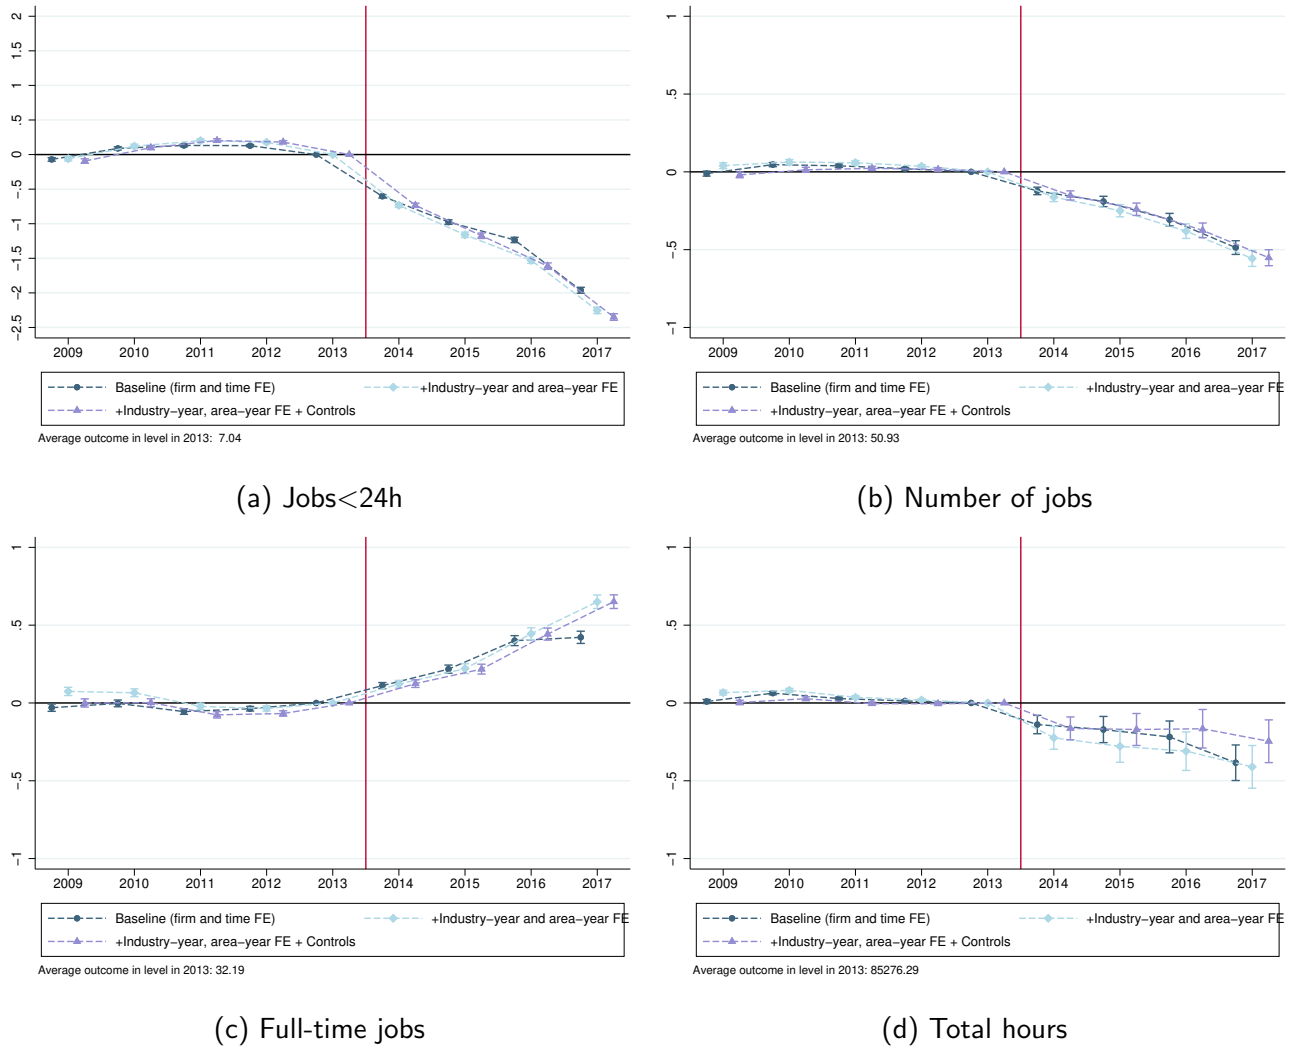 2
1.5
1
.5
0
−.5
−1
−1.5
−2
−2.5
2009 2010 2011 2012 2013 2014 2015 2016 2017
Baseline (firm and time FE) +Industry−year and area−year FE
+Industry−year, area−year FE + Controls
Average outcome in level in 2013: 7.04
(a) Jobs<24h
1
.5
0
−.5
−1
2009 2010 2011 2012 2013 2014 2015 2016 2017
Baseline (firm and time FE) +Industry−year and area−year FE
+Industry−year, area−year FE + Controls
Average outcome in level in 2013: 50.93
(b) Number of jobs
1
.5
0
−.5
−1
2009 2010 2011 2012 2013 2014 2015 2016 2017
Baseline (firm and time FE) +Industry−year and area−year FE
+Industry−year, area−year FE + Controls
Average outcome in level in 2013: 32.19
(c) Full-time jobs
1
.5
0
−.5
−1
2009 2010 2011 2012 2013 2014 2015 2016 2017
Baseline (firm and time FE) +Industry−year and area−year FE
+Industry−year, area−year FE + Controls
Average outcome in level in 2013: 85276.29
(d) Total hours